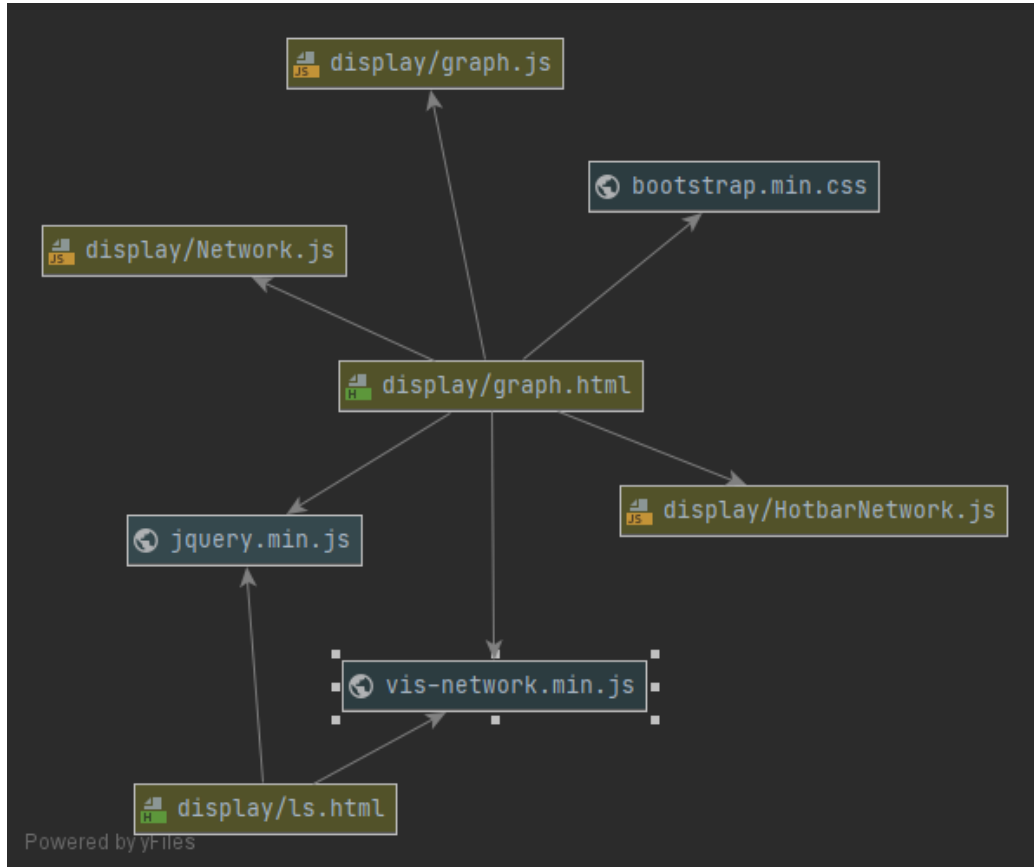 display/graph.js
bootstrap.min.css
display/Network.js
display/graph.html
display/HotbarNetwork.js
jquery.min.js
vis-network.min.js
display/ls.html
Powered by yFiles